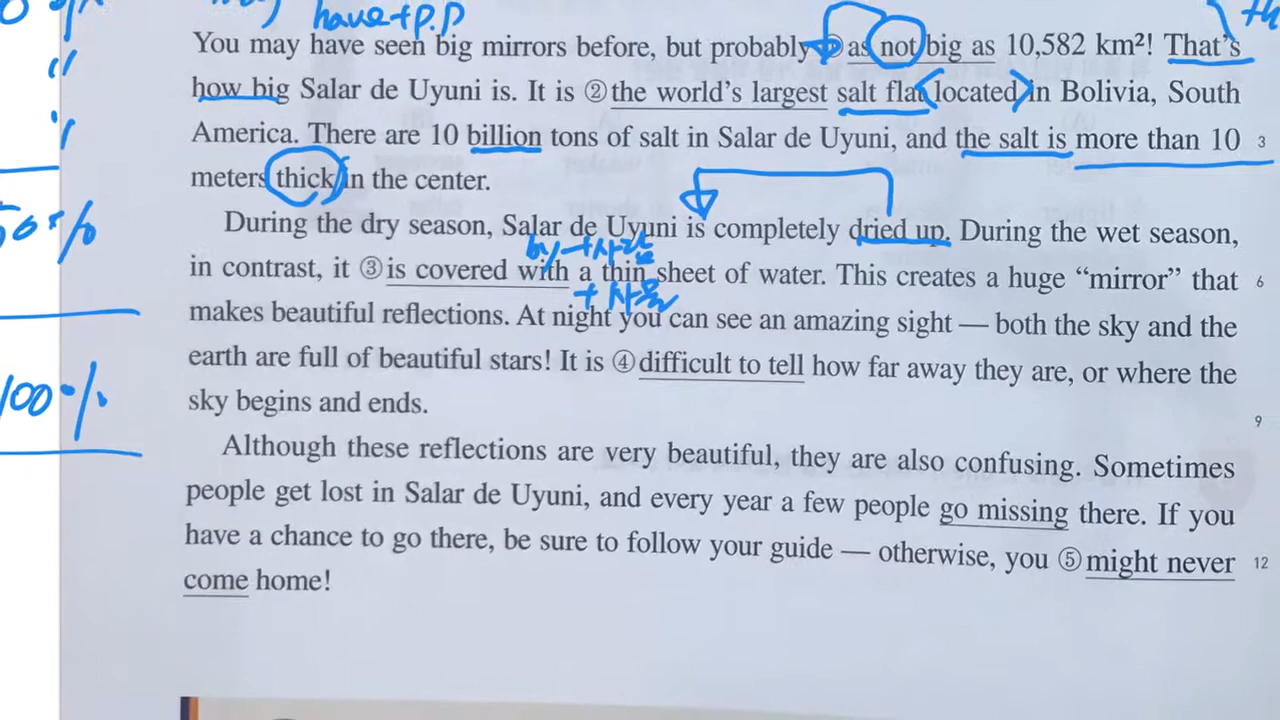 have+P.P
You may have seen big mirrors before, but probably ① as not big as 10,582 km²! That's
how big Salar de Uyuni is. It is ② the world's largest salt flat located in Bolivia, South
America. There are 10 billion tons of salt in Salar de Uyuni, and the salt is more than 10 3
meters thick in the center.
During the dry season, Salar de Uyuni is completely dried up. During the wet season,
by +사람
in contrast, it ③ is covered with a thin sheet of water. This creates a huge “mirror” that 6
+ 사물
makes beautiful reflections. At night you can see an amazing sight — both the sky and the
earth are full of beautiful stars! It is ④ difficult to tell how far away they are, or where the
sky begins and ends.
9
100%
Although these reflections are very beautiful, they are also confusing. Sometimes
people get lost in Salar de Uyuni, and every year a few people go missing there. If you
have a chance to go there, be sure to follow your guide — otherwise, you ⑤ might never 12
come home!